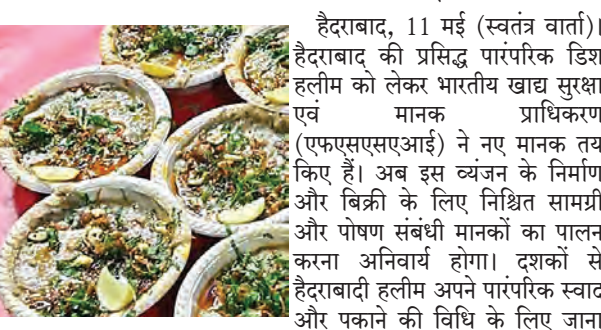 हैदराबाद, 11 मई (स्वतंत्र वार्ता)।
हैदराबाद की प्रसिद्ध पारंपरिक डिश
हलीम को लेकर भारतीय खाद्य सुरक्षा
एवं मानक प्राधिकरण
(एफएसएसएआई) ने नए मानक तय
किए हैं। अब इस व्यंजन के निर्माण
और बिक्री के लिए निश्चित सामग्री
और पोषण संबंधी मानकों का पालन
करना अनिवार्य होगा। दशकों से
हैदराबादी हलीम अपने पारंपरिक स्वाद
और पकाने की विधि के लिए जाना